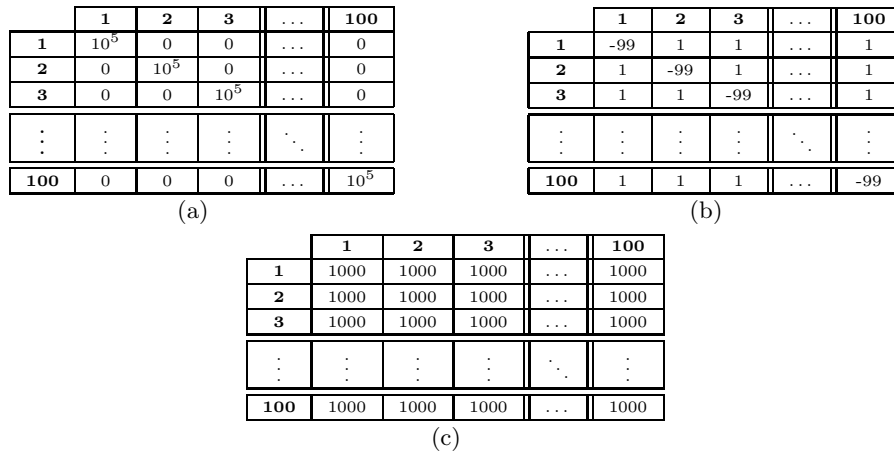 1 2 3 ... 100
1 10^5 0 0 ... 0
2 0 10^5 0 ... 0
3 0 0 10^5 ... 0
⋮ ⋮ ⋮ ⋮ ⋱ ⋮
100 0 0 0 ... 10^5
(a)
1 2 3 ... 100
1 -99 1 1 ... 1
2 1 -99 1 ... 1
3 1 1 -99 ... 1
⋮ ⋮ ⋮ ⋮ ⋱ ⋮
100 1 1 1 ... -99
(b)
1 2 3 ... 100
1 1000 1000 1000 ... 1000
2 1000 1000 1000 ... 1000
3 1000 1000 1000 ... 1000
⋮ ⋮ ⋮ ⋮ ⋱ ⋮
100 1000 1000 1000 ... 1000
(c)